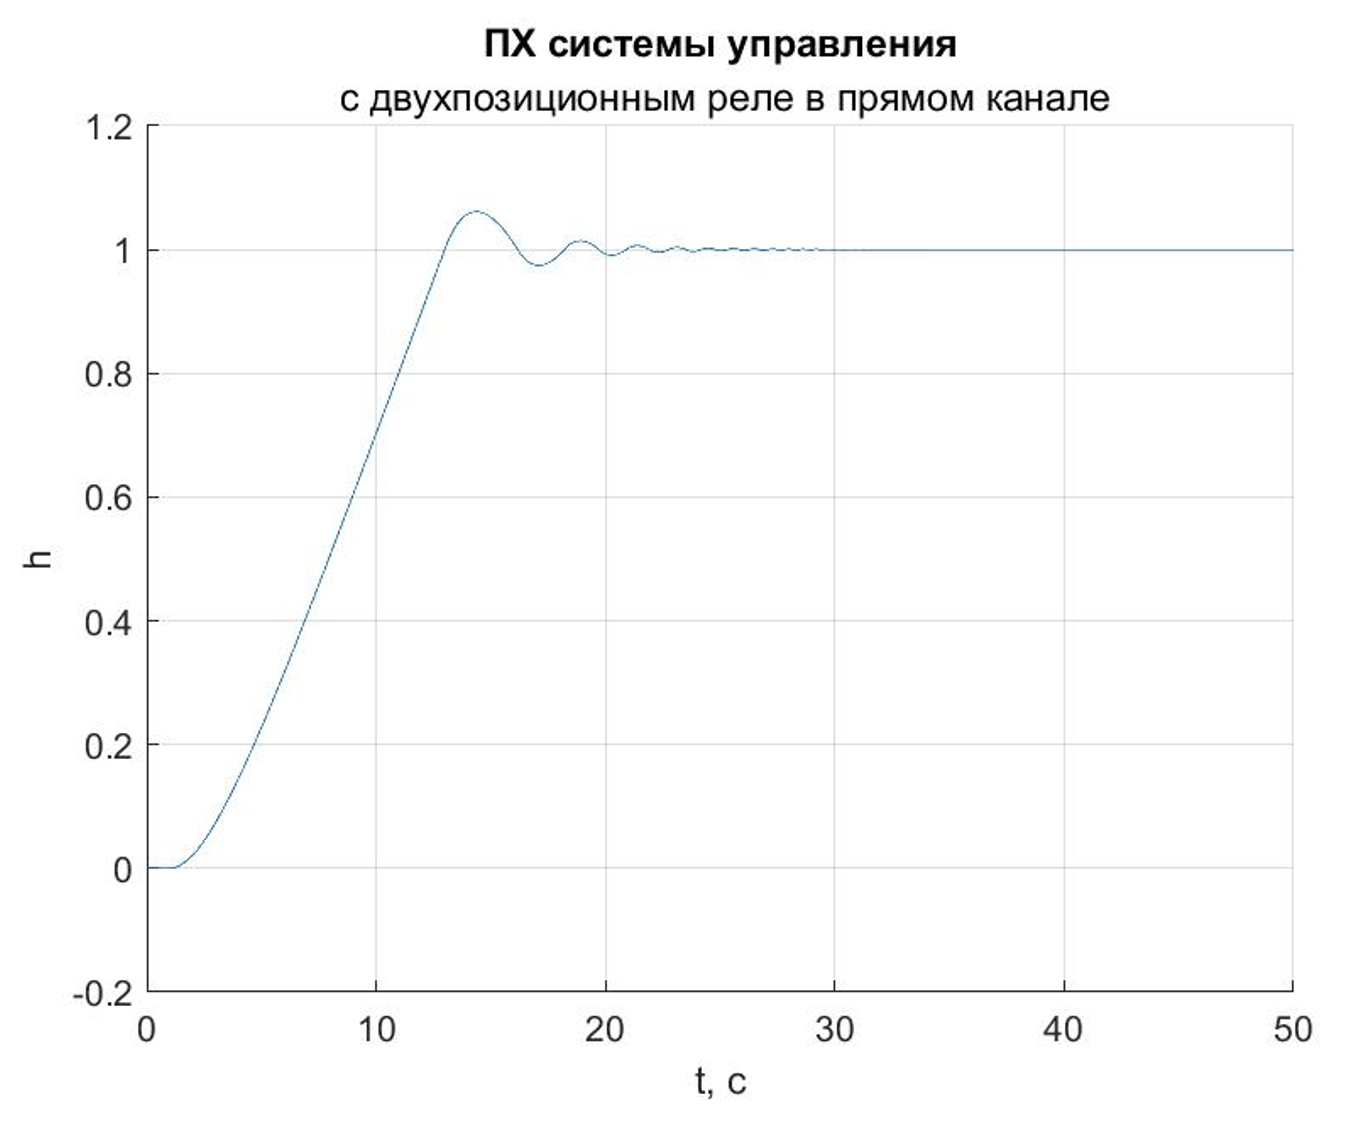 ПХ системы управления
с двухпозиционным реле в прямом канале
1.2
1
0.8
0.6
0.4
0.2
0
-0.2
h
0 10 20 30 40 50
t, с